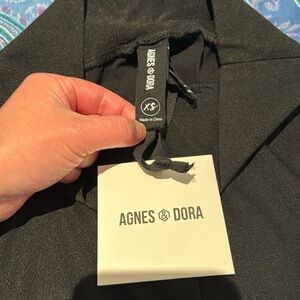 AGNES & DORA
XS
Made in China
AGNES & DORA